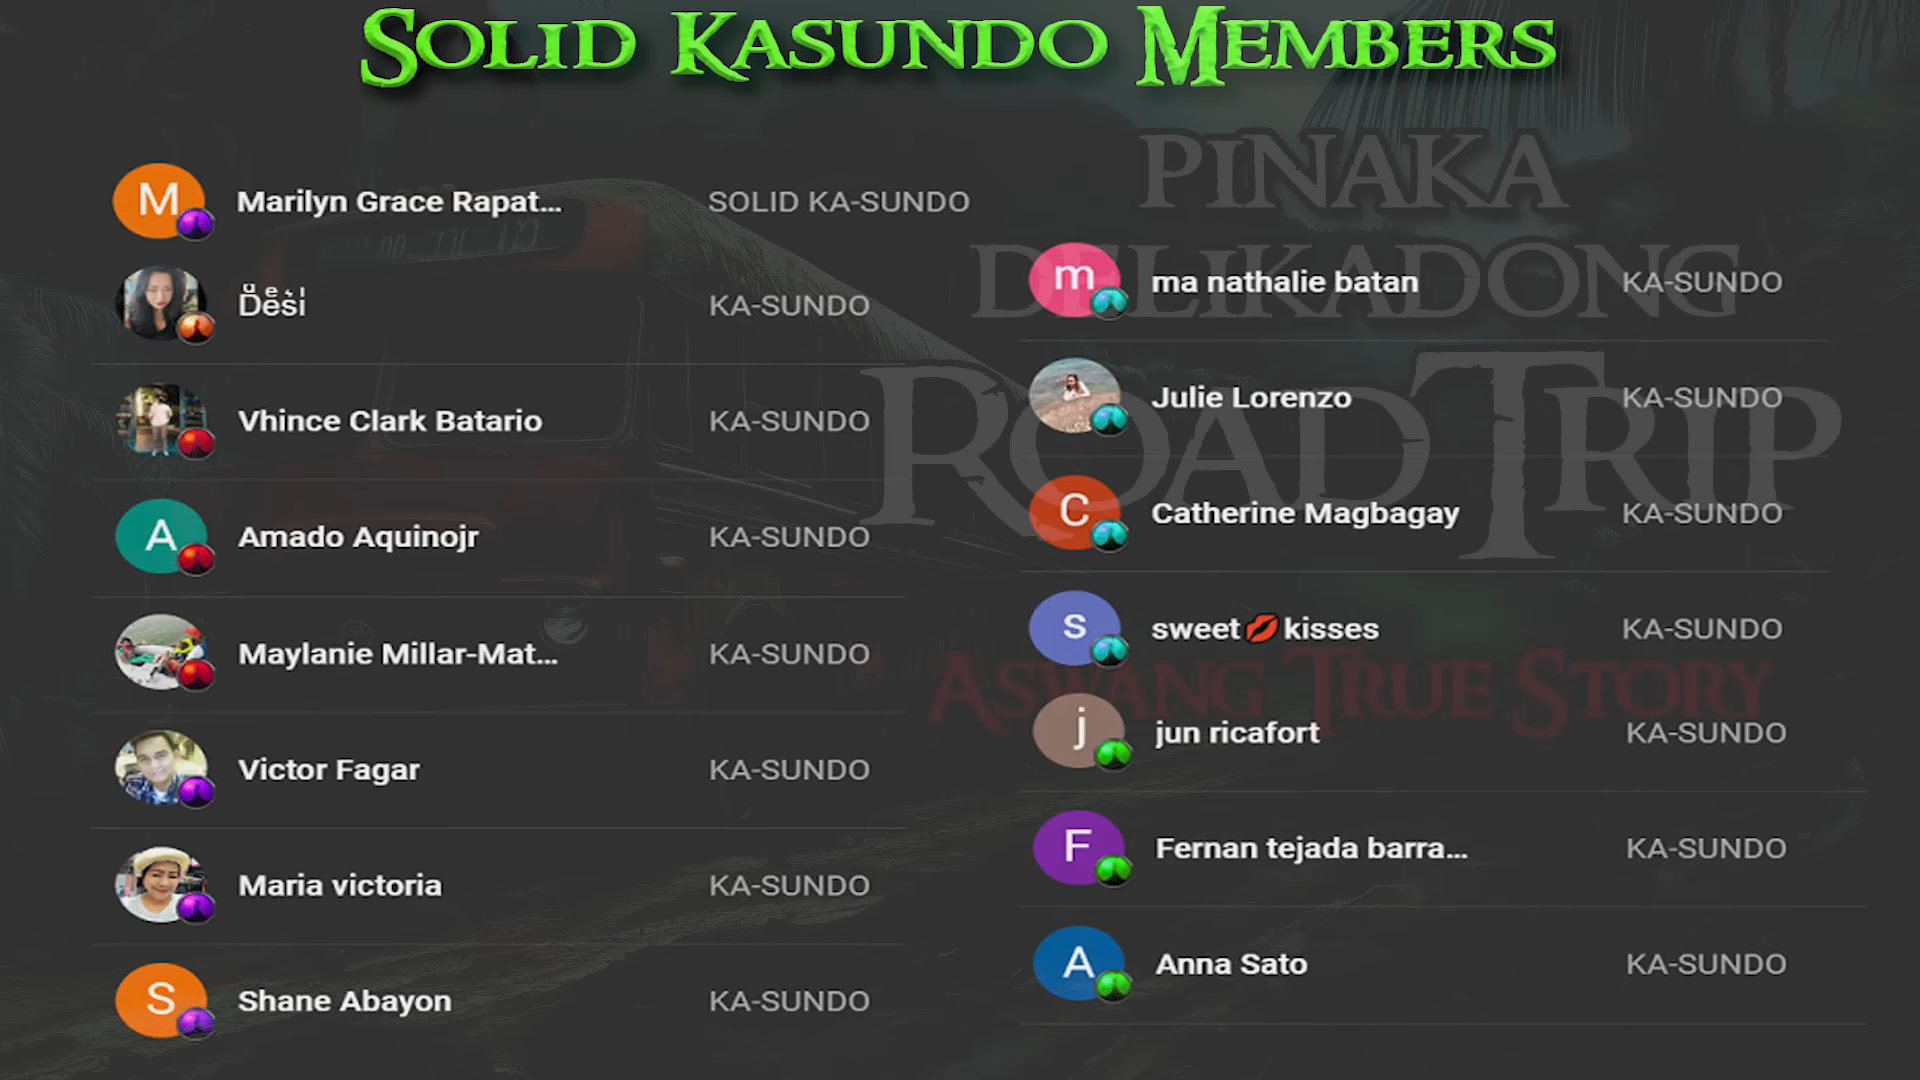 SOLID KASUNDO MEMBERS
M
Marilyn Grace Rapat...
SOLID KA-SUNDO
Dͧeͤsi
KA-SUNDO
Vhince Clark Batario
KA-SUNDO
A
Amado Aquinojr
KA-SUNDO
Maylanie Millar-Mat...
KA-SUNDO
Victor Fagar
KA-SUNDO
Maria victoria
KA-SUNDO
S
Shane Abayon
KA-SUNDO
m
ma nathalie batan
KA-SUNDO
Julie Lorenzo
KA-SUNDO
C
Catherine Magbagay
KA-SUNDO
s
sweet💋kisses
KA-SUNDO
j
jun ricafort
KA-SUNDO
F
Fernan tejada barra...
KA-SUNDO
A
Anna Sato
KA-SUNDO
PINAKA
DELIKADONG
ROAD TRIP
ASWANG TRUE STORY